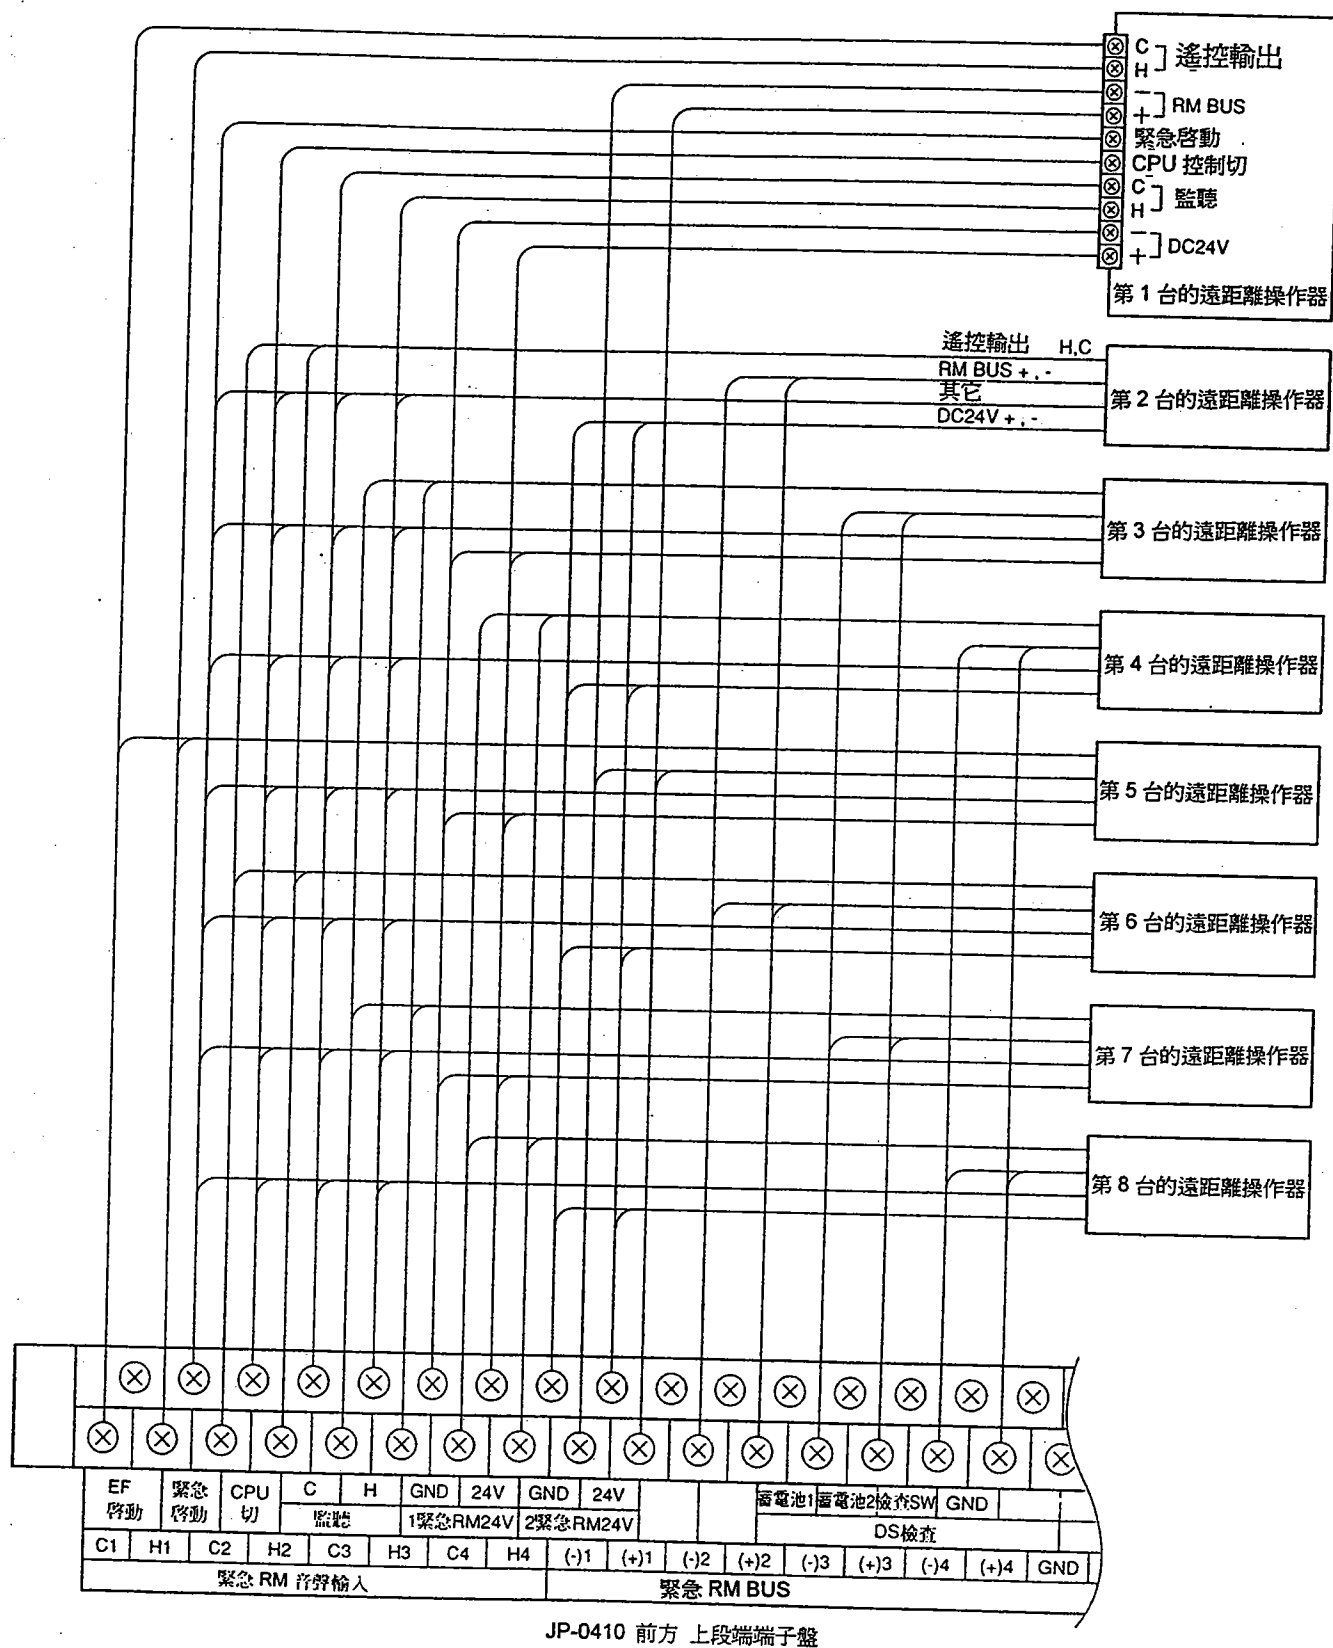 C
H
遙控輸出
−
+
RM BUS
緊急啓動
CPU 控制切
C
H
監聽
−
+
DC24V
第 1 台的遠距離操作器
遙控輸出 H,C
RM BUS + , -
其它
DC24V + , -
第 2 台的遠距離操作器
第 3 台的遠距離操作器
第 4 台的遠距離操作器
第 5 台的遠距離操作器
第 6 台的遠距離操作器
第 7 台的遠距離操作器
第 8 台的遠距離操作器
EF 啓動
緊急 啓動
CPU 切
C H
監聽
GND 24V
1緊急RM24V
GND 24V
2緊急RM24V
蓄電池1 蓄電池2 檢查SW GND
DS檢查
C1 H1 C2 H2 C3 H3 C4 H4 (-)1 (+)1 (-)2 (+)2 (-)3 (+)3 (-)4 (+)4 GND
緊急 RM 音聲輸入
緊急 RM BUS
JP-0410 前方 上段端端子盤